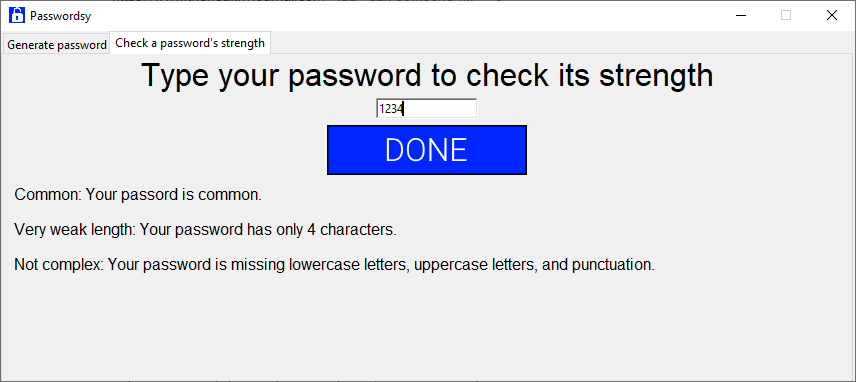 Passwordsy
Generate password
Check a password's strength
Type your password to check its strength
1234
DONE
Common: Your passord is common.
Very weak length: Your password has only 4 characters.
Not complex: Your password is missing lowercase letters, uppercase letters, and punctuation.